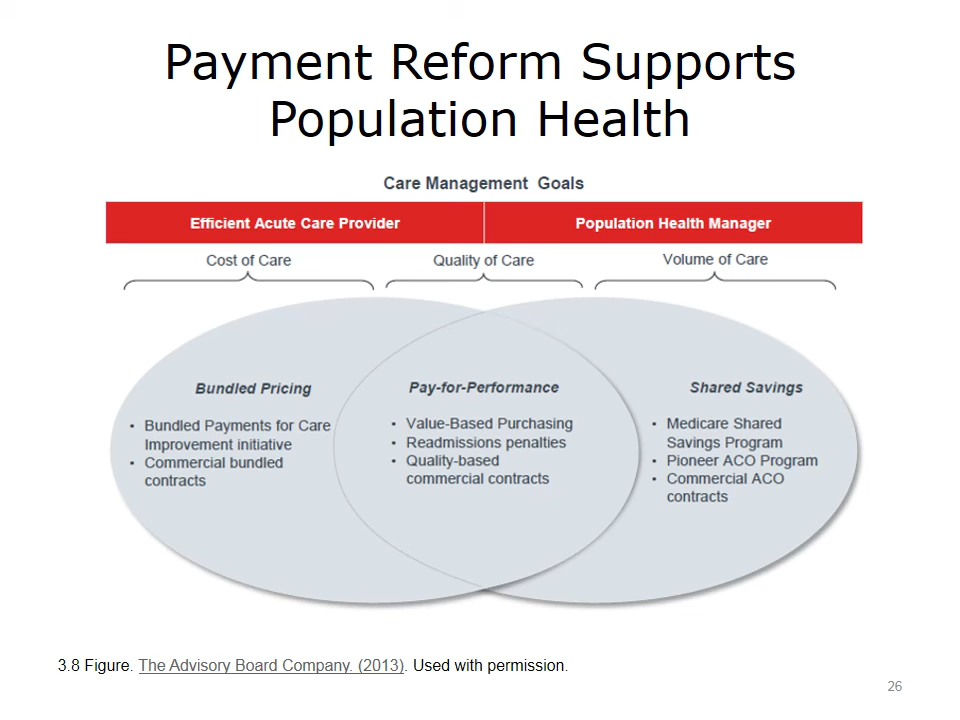 Payment Reform Supports
Population Health
Care Management Goals
Efficient Acute Care Provider
Population Health Manager
Cost of Care
Quality of Care
Volume of Care
Bundled Pricing
• Bundled Payments for Care
Improvement initiative
• Commercial bundled
contracts
Pay-for-Performance
• Value-Based Purchasing
• Readmissions penalties
• Quality-based
commercial contracts
Shared Savings
• Medicare Shared
Savings Program
• Pioneer ACO Program
• Commercial ACO
contracts
3.8 Figure. The Advisory Board Company. (2013). Used with permission.
26